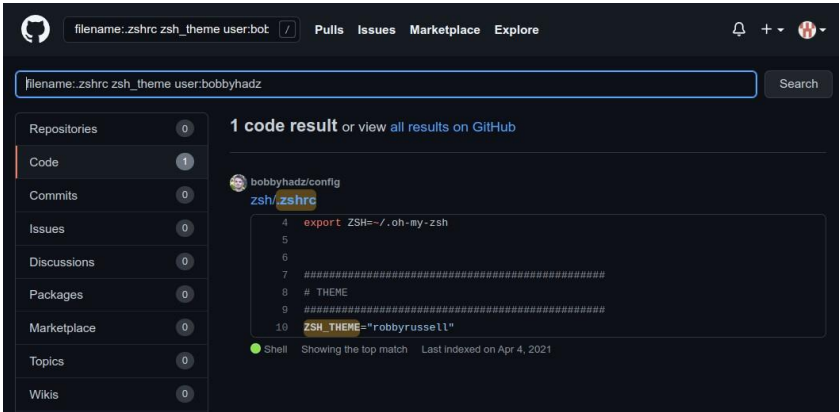 filename:.zshrc zsh_theme user:bob /
Pulls Issues Marketplace Explore
filename:.zshrc zsh_theme user:bobbyhadz Search
Repositories 0
Code 1
Commits 0
Issues 0
Discussions 0
Packages 0
Marketplace 0
Topics 0
Wikis 0
1 code result or view all results on GitHub
bobbyhadz/config
zsh/.zshrc
4 export ZSH=~/.oh-my-zsh
5
6
7 ################################################
8 # THEME
9 ################################################
10 ZSH_THEME="robbyrussell"
Shell Showing the top match Last indexed on Apr 4, 2021